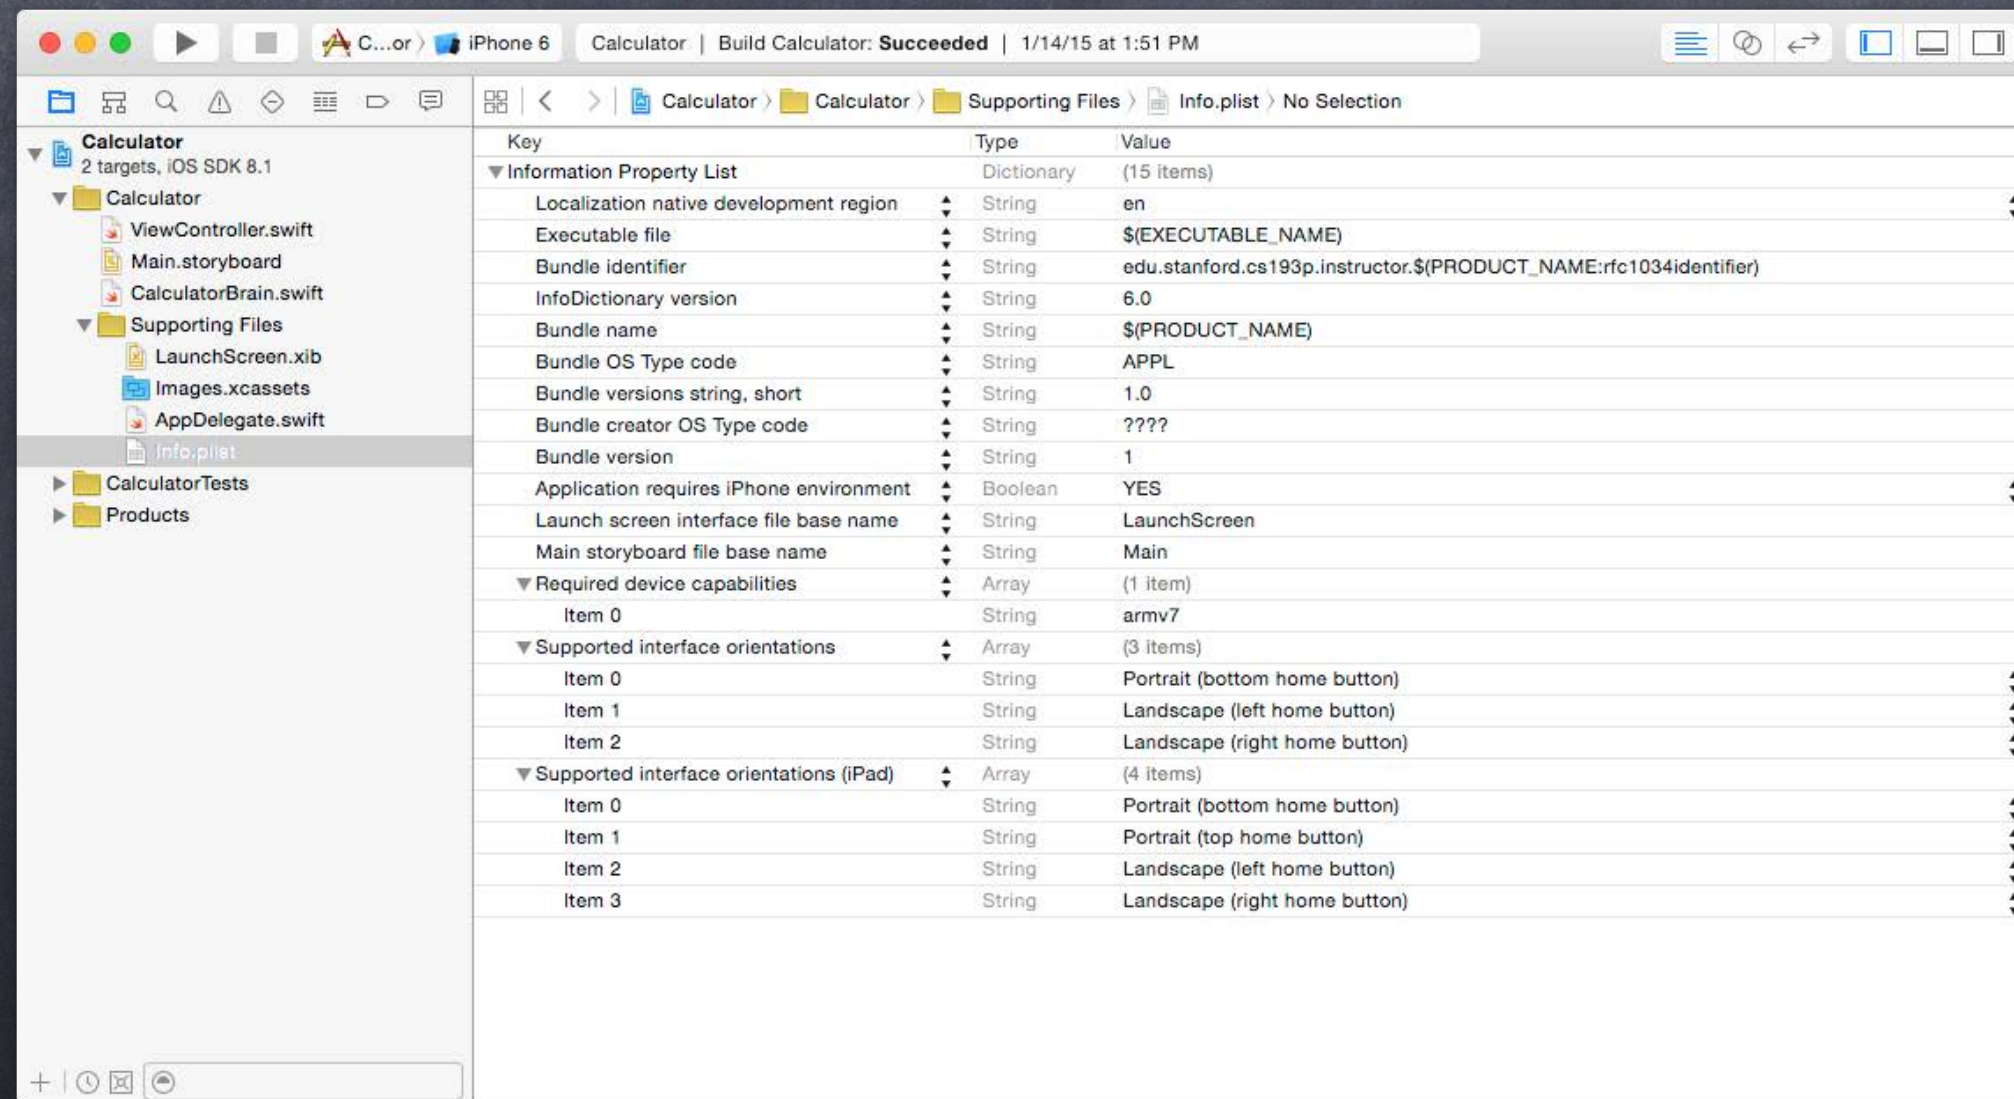 C...or 〉 iPhone 6 Calculator | Build Calculator: Succeeded | 1/14/15 at 1:51 PM
Calculator 〉 Calculator 〉 Supporting Files 〉 Info.plist 〉 No Selection
Calculator
2 targets, iOS SDK 8.1
Calculator
ViewController.swift
Main.storyboard
CalculatorBrain.swift
Supporting Files
LaunchScreen.xib
Images.xcassets
AppDelegate.swift
Info.plist
CalculatorTests
Products
Key Type Value
Information Property List Dictionary (15 items)
Localization native development region String en
Executable file String $(EXECUTABLE_NAME)
Bundle identifier String edu.stanford.cs193p.instructor.$(PRODUCT_NAME:rfc1034identifier)
InfoDictionary version String 6.0
Bundle name String $(PRODUCT_NAME)
Bundle OS Type code String APPL
Bundle versions string, short String 1.0
Bundle creator OS Type code String ????
Bundle version String 1
Application requires iPhone environment Boolean YES
Launch screen interface file base name String LaunchScreen
Main storyboard file base name String Main
Required device capabilities Array (1 item)
Item 0 String armv7
Supported interface orientations Array (3 items)
Item 0 String Portrait (bottom home button)
Item 1 String Landscape (left home button)
Item 2 String Landscape (right home button)
Supported interface orientations (iPad) Array (4 items)
Item 0 String Portrait (bottom home button)
Item 1 String Portrait (top home button)
Item 2 String Landscape (left home button)
Item 3 String Landscape (right home button)